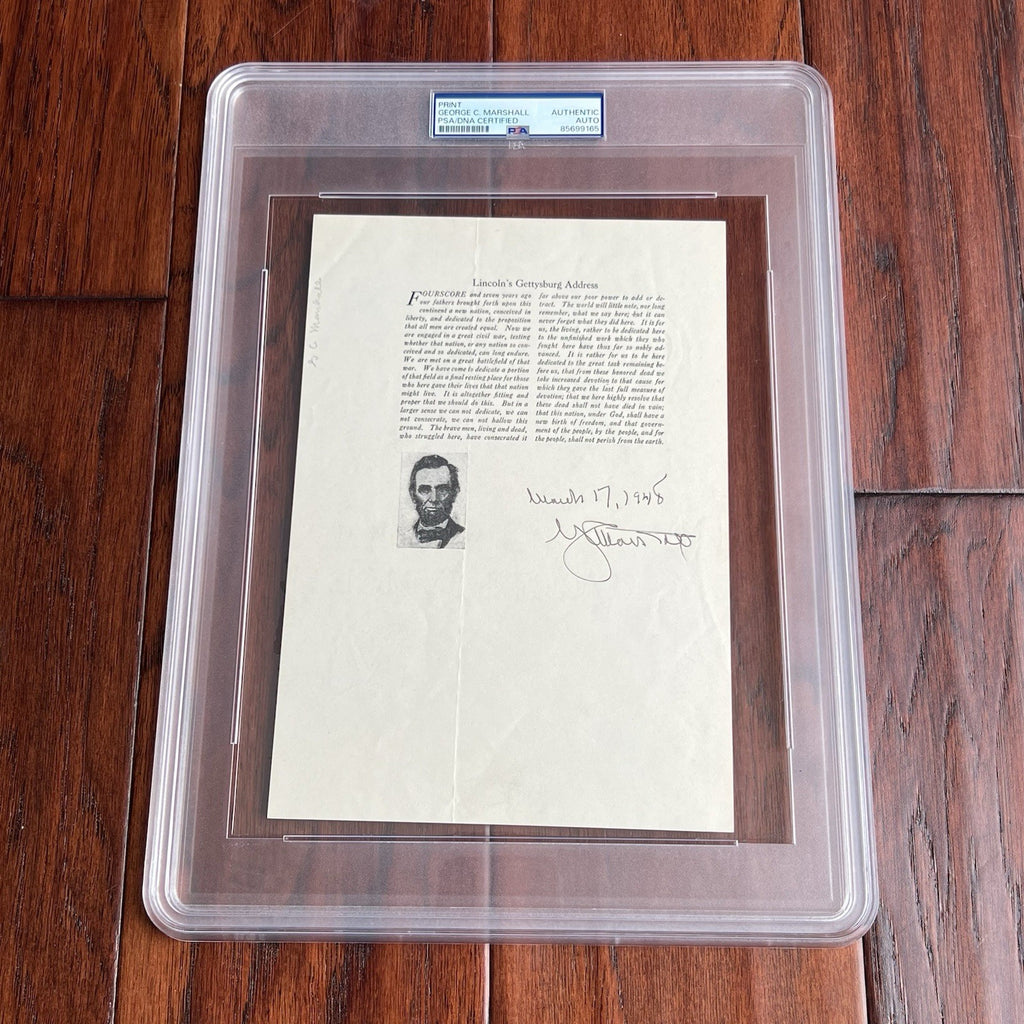 PRINT
GEORGE C. MARSHALL AUTHENTIC
PSA/DNA CERTIFIED AUTO
PSA 85699165
G C Marshall
Lincoln's Gettysburg Address
FOURSCORE and seven years ago
our fathers brought forth upon this
continent a new nation, conceived in
liberty, and dedicated to the proposition
that all men are created equal. Now we
are engaged in a great civil war, testing
whether that nation, or any nation so con-
ceived and so dedicated, can long endure.
We are met on a great battlefield of that
war. We have come to dedicate a portion
of that field as a final resting place for those
who here gave their lives that that nation
might live. It is altogether fitting and
proper that we should do this. But in a
larger sense we can not dedicate, we can
not consecrate, we can not hallow this
ground. The brave men, living and dead,
who struggled here, have consecrated it
far above our poor power to add or de-
tract. The world will little note, nor long
remember, what we say here; but it can
never forget what they did here. It is for
us, the living, rather to be dedicated here
to the unfinished work which they who
fought here have thus far so nobly ad-
vanced. It is rather for us to be here
dedicated to the great task remaining be-
fore us, that from these honored dead we
take increased devotion to that cause for
which they gave the last full measure of
devotion; that we here highly resolve that
these dead shall not have died in vain;
that this nation, under God, shall have a
new birth of freedom, and that govern-
ment of the people, by the people, and for
the people, shall not perish from the earth.
March 17, 1948
G C Marshall